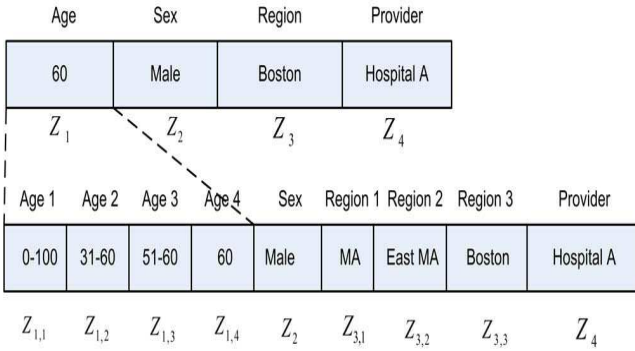 Age Sex Region Provider
60 Male Boston Hospital A
Z1 Z2 Z3 Z4
Age 1 Age 2 Age 3 Age 4 Sex Region 1 Region 2 Region 3 Provider
0-100 31-60 51-60 60 Male MA East MA Boston Hospital A
Z1,1 Z1,2 Z1,3 Z1,4 Z2 Z3,1 Z3,2 Z3,3 Z4